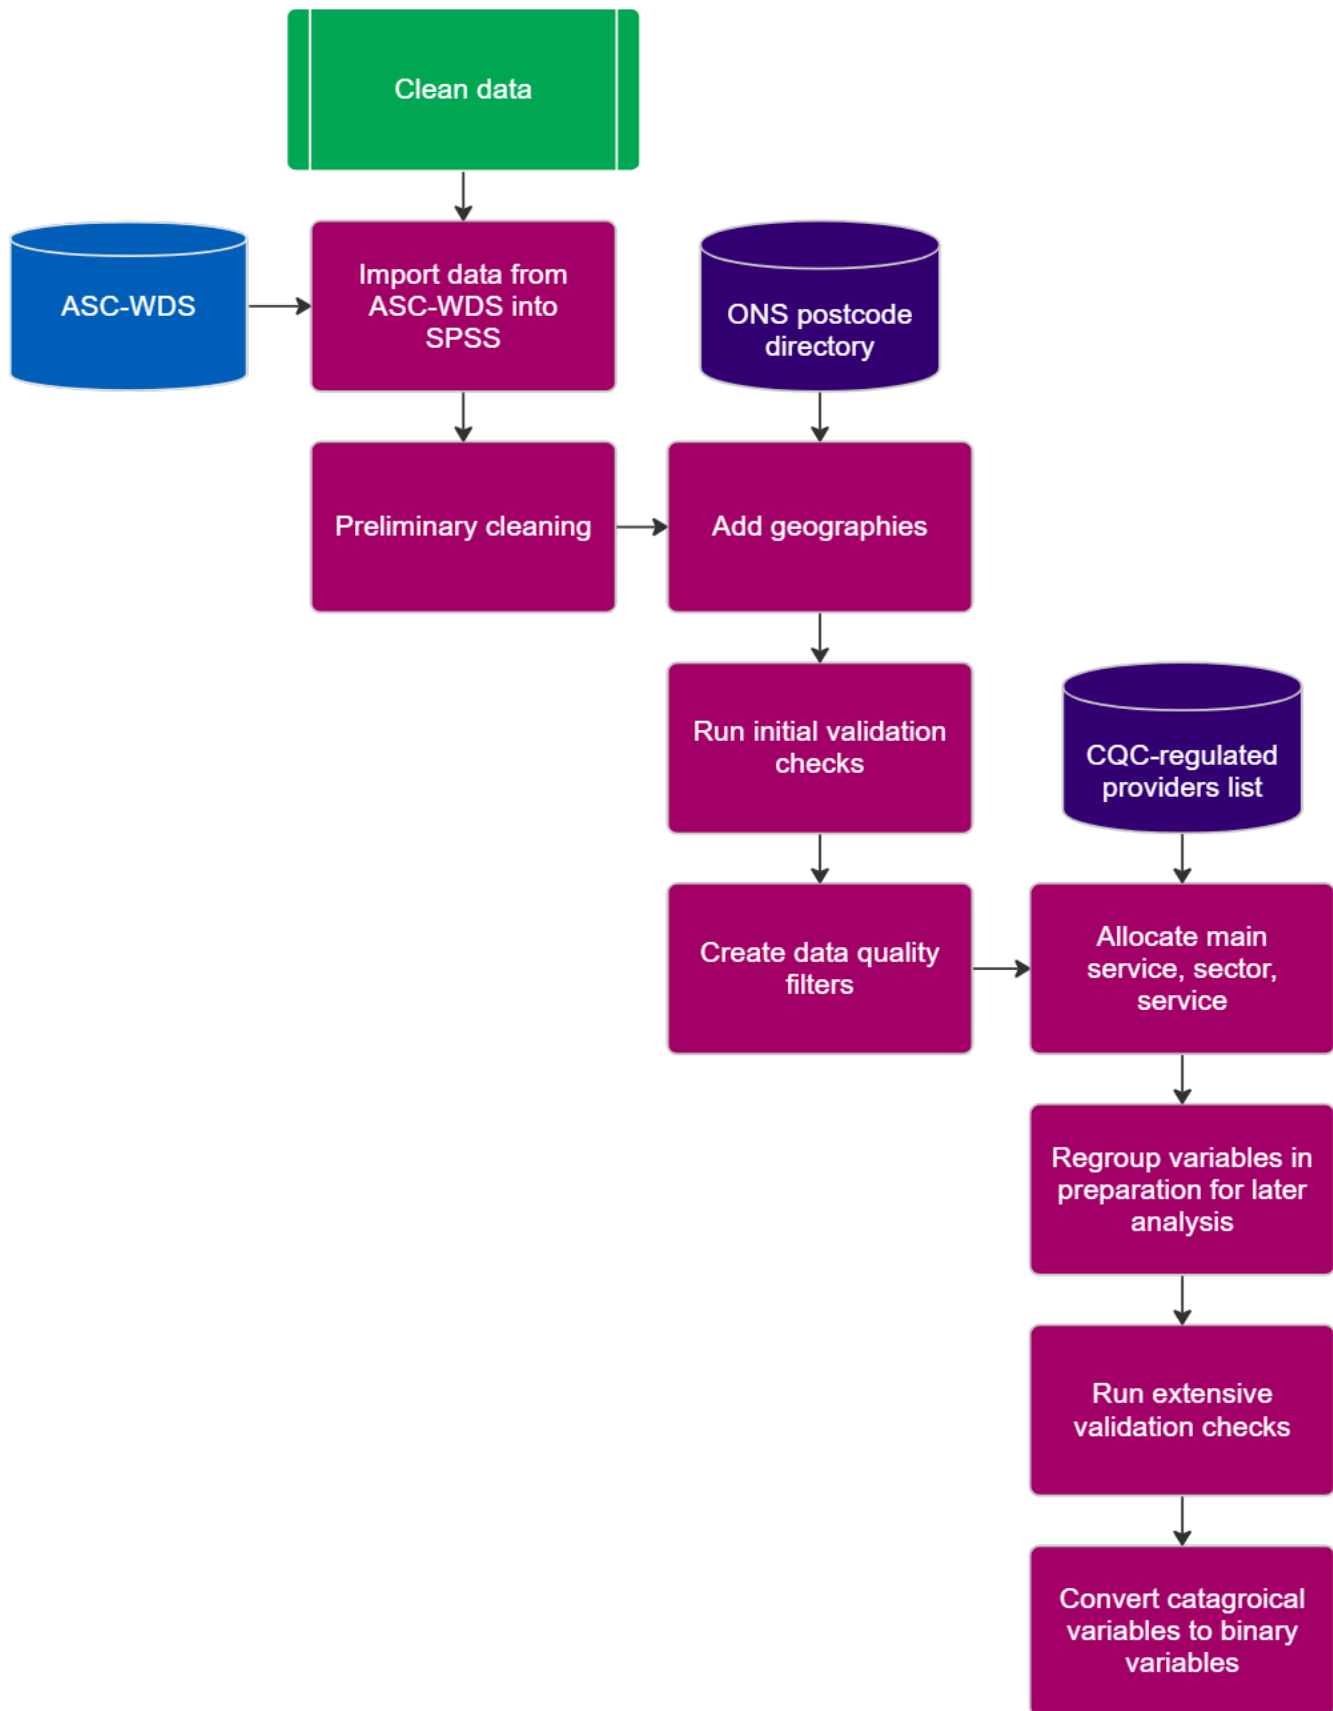 Clean data
ASC-WDS
Import data from
ASC-WDS into
SPSS
ONS postcode
directory
Preliminary cleaning
Add geographies
Run initial validation
checks
CQC-regulated
providers list
Create data quality
filters
Allocate main
service, sector,
service
Regroup variables in
preparation for later
analysis
Run extensive
validation checks
Convert catagroical
variables to binary
variables